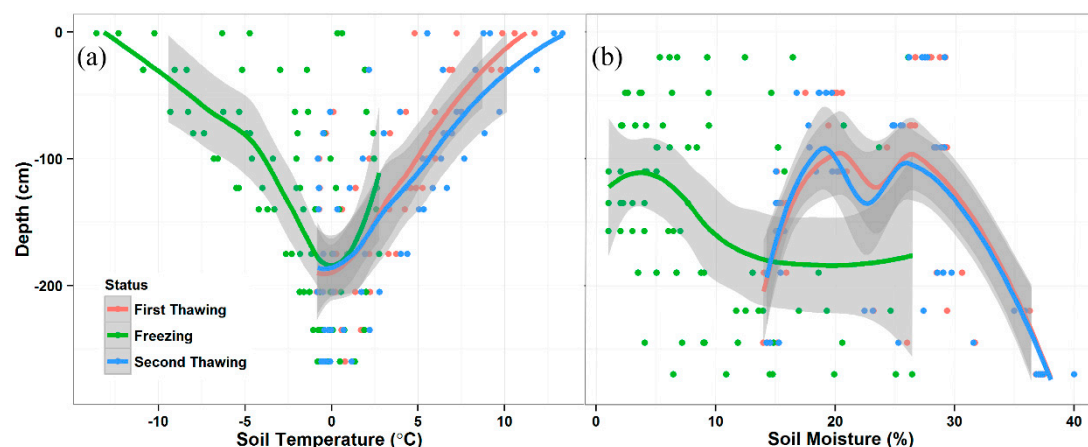 (a)
(b)
Depth (cm)
0
-100
-200
Status
First Thawing
Freezing
Second Thawing
-10 -5 0 5 10
0 10 20 30 40
Soil Temperature (°C)
Soil Moisture (%)